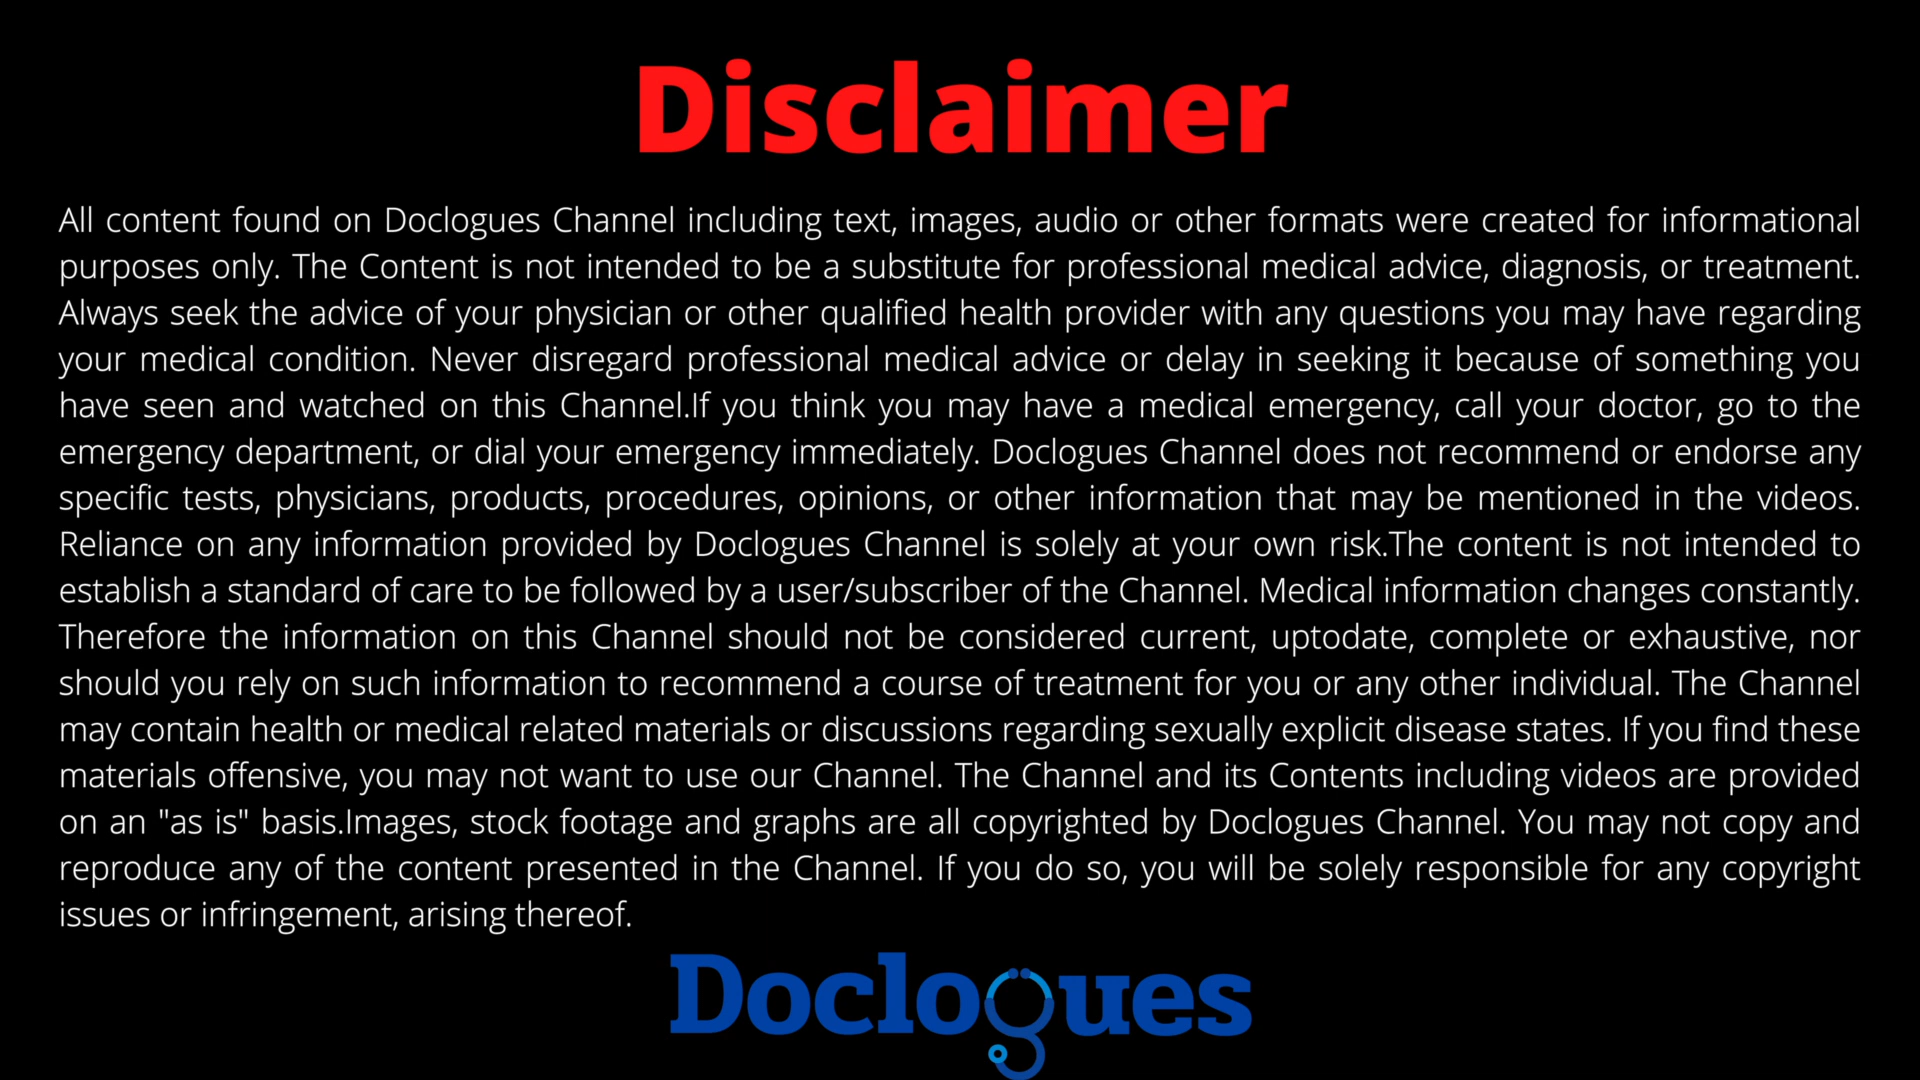 Disclaimer
All content found on Doclogues Channel including text, images, audio or other formats were created for informational
purposes only. The Content is not intended to be a substitute for professional medical advice, diagnosis, or treatment.
Always seek the advice of your physician or other qualified health provider with any questions you may have regarding
your medical condition. Never disregard professional medical advice or delay in seeking it because of something you
have seen and watched on this Channel.If you think you may have a medical emergency, call your doctor, go to the
emergency department, or dial your emergency immediately. Doclogues Channel does not recommend or endorse any
specific tests, physicians, products, procedures, opinions, or other information that may be mentioned in the videos.
Reliance on any information provided by Doclogues Channel is solely at your own risk.The content is not intended to
establish a standard of care to be followed by a user/subscriber of the Channel. Medical information changes constantly.
Therefore the information on this Channel should not be considered current, uptodate, complete or exhaustive, nor
should you rely on such information to recommend a course of treatment for you or any other individual. The Channel
may contain health or medical related materials or discussions regarding sexually explicit disease states. If you find these
materials offensive, you may not want to use our Channel. The Channel and its Contents including videos are provided
on an "as is" basis.Images, stock footage and graphs are all copyrighted by Doclogues Channel. You may not copy and
reproduce any of the content presented in the Channel. If you do so, you will be solely responsible for any copyright
issues or infringement, arising thereof.
Doclogues